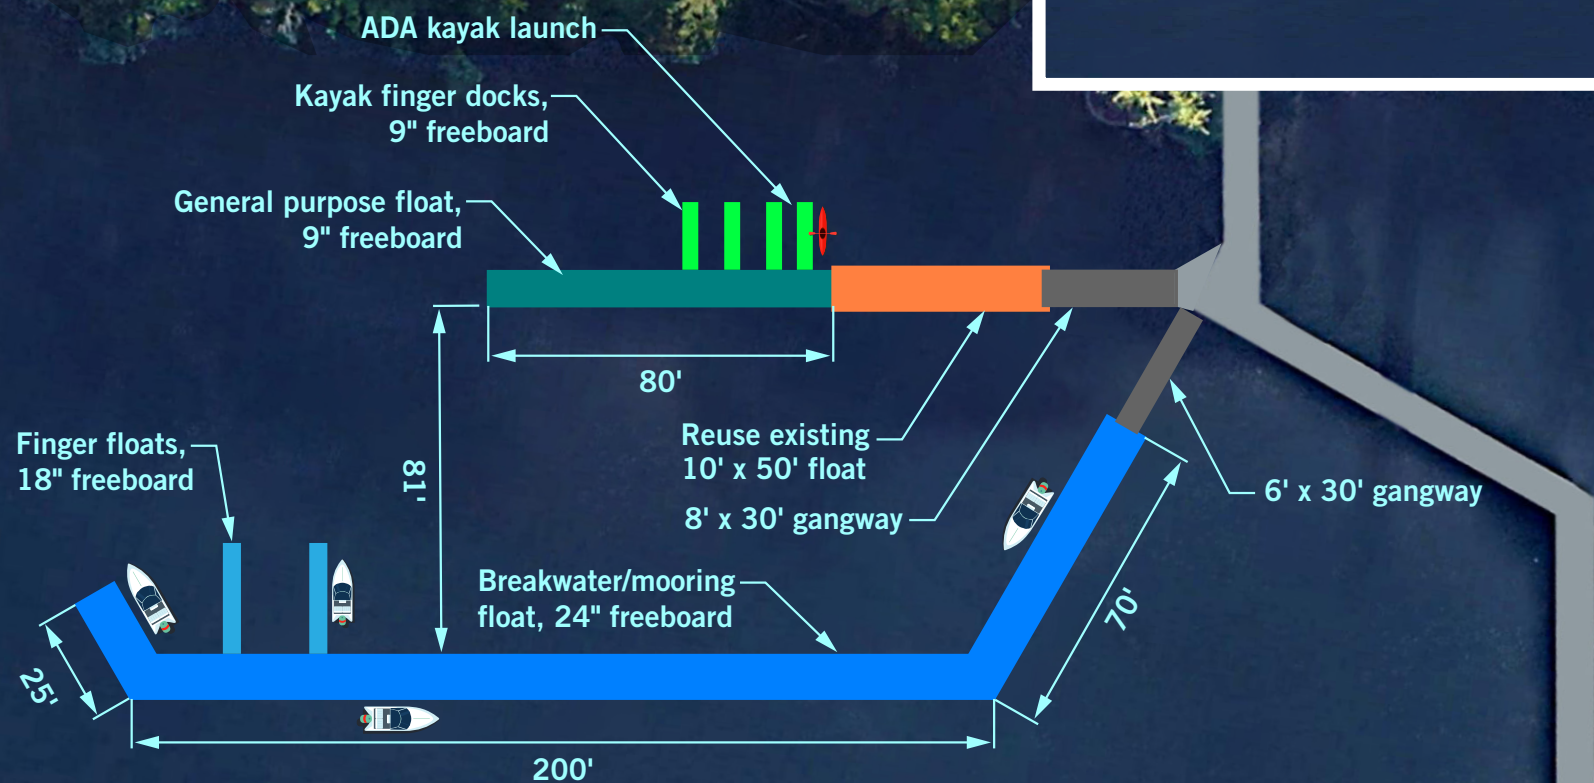 ADA kayak launch
Kayak finger docks,
9" freeboard
General purpose float,
9" freeboard
80'
Reuse existing
10' x 50' float
8' x 30' gangway
6' x 30' gangway
81'
Finger floats,
18" freeboard
Breakwater/mooring
float, 24" freeboard
70'
25'
200'